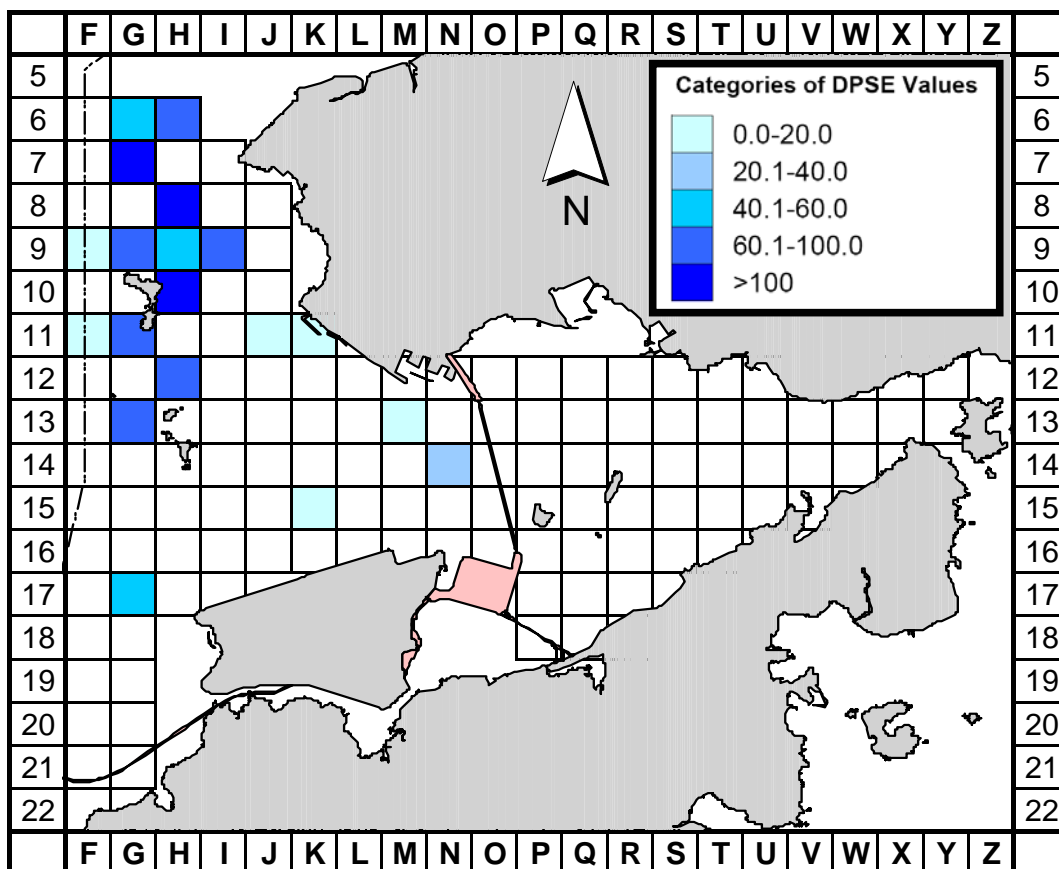 F G H I J K L M N O P Q R S T U V W X Y Z
5 5
Categories of DPSE Values
6 6
0.0-20.0
7 7
20.1-40.0
8 N 40.1-60.0 8
9 60.1-100.0 9
10 >100 10
11 11
12 12
13 13
14 14
15 15
16 16
17 17
18 18
19 19
20 20
21 21
22 22
F G H I J K L M N O P Q R S T U V W X Y Z